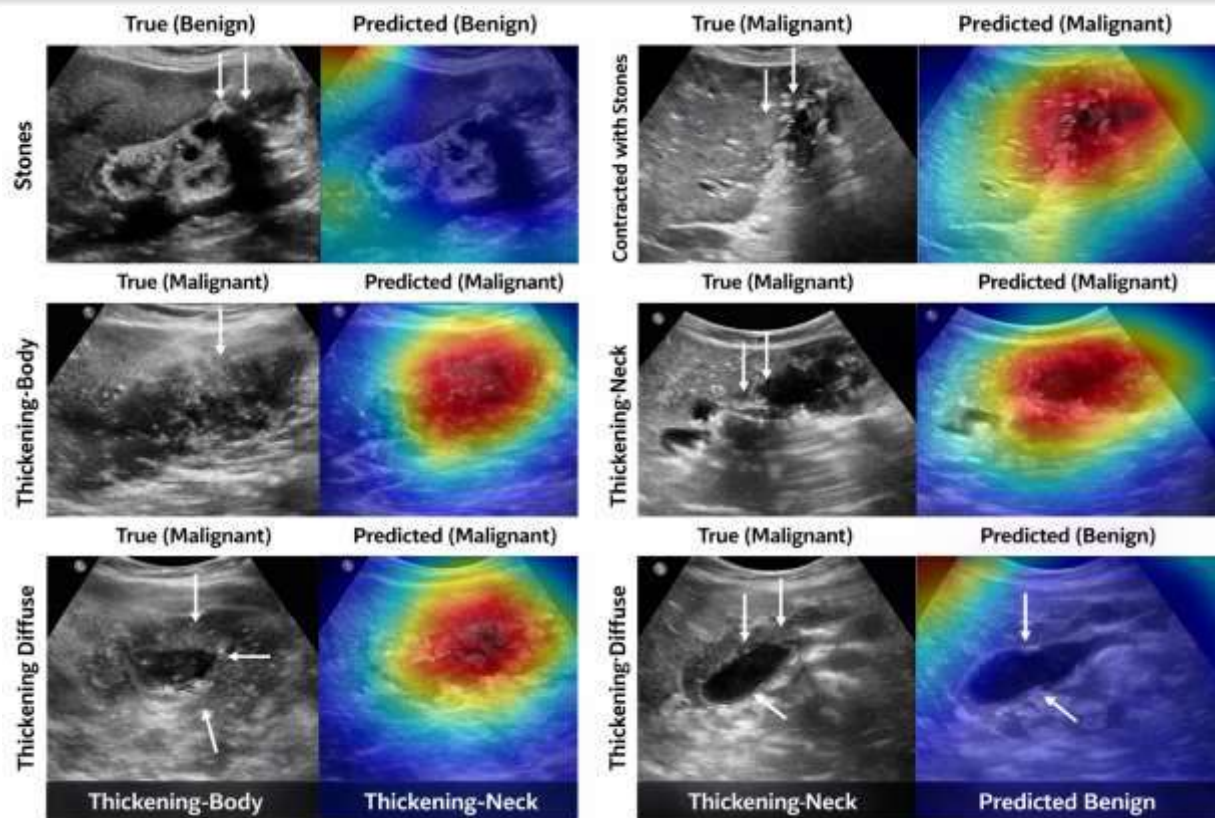 True (Benign) Predicted (Benign) True (Malignant) Predicted (Malignant)
Stones
Contracted with Stones
True (Malignant) Predicted (Malignant) True (Malignant) Predicted (Malignant)
Thickening-Body
Thickening-Neck
True (Malignant) Predicted (Malignant) True (Malignant) Predicted (Benign)
Thickening Diffuse
Thickening-Diffuse
Thickening-Body Thickening-Neck Thickening-Neck Predicted Benign